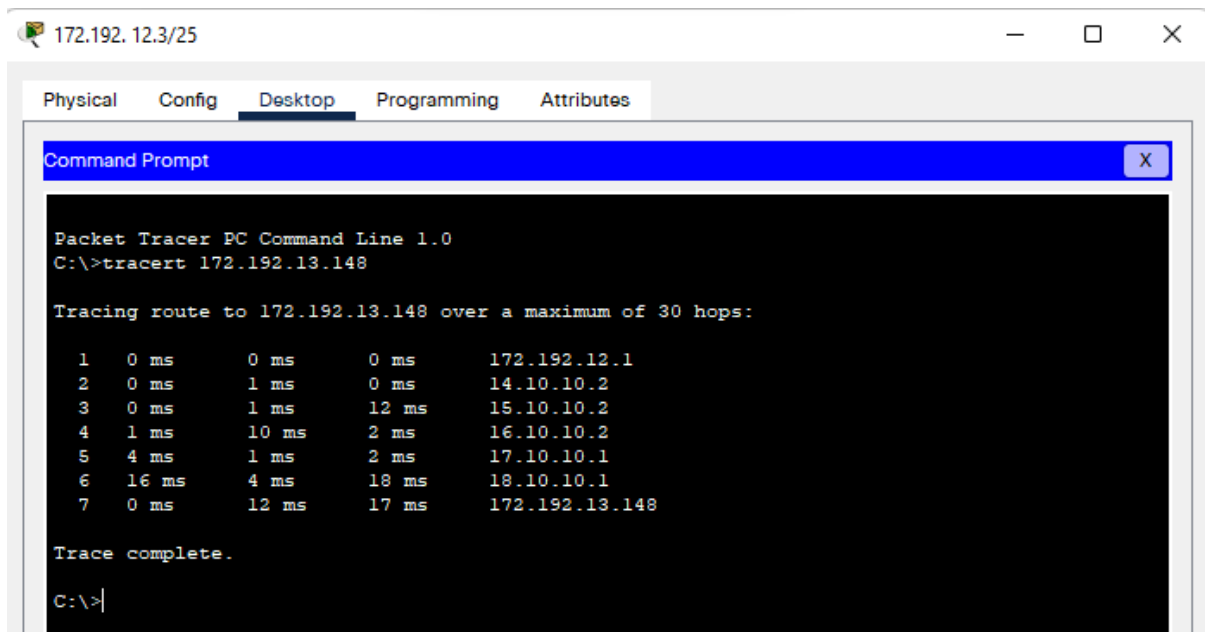 172.192. 12.3/25
Physical Config Desktop Programming Attributes
Command Prompt X
Packet Tracer PC Command Line 1.0
C:\>tracert 172.192.13.148
Tracing route to 172.192.13.148 over a maximum of 30 hops:
1 0 ms 0 ms 0 ms 172.192.12.1
2 0 ms 1 ms 0 ms 14.10.10.2
3 0 ms 1 ms 12 ms 15.10.10.2
4 1 ms 10 ms 2 ms 16.10.10.2
5 4 ms 1 ms 2 ms 17.10.10.1
6 16 ms 4 ms 18 ms 18.10.10.1
7 0 ms 12 ms 17 ms 172.192.13.148
Trace complete.
C:\>